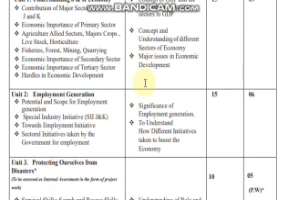 WWW.BANDICAM.COM
Contribution of Major Sec
J and K
Economic Importance of Primary Sector
Agriculture Allied Sectors, Majors Crops,
Live Stock, Horticulture
Fisheries, Forest, Mining, Quarrying
Economic Importance of Secondary Sector
Economic Importance of Tertiary Sector
Hurdles in Economic Development
sectors to GDP
Concept and
Understanding of different
Sectors of Economy
Major issues in Economic
Development
Unit 2: Employment Generation
Potential and Scope for Employment
generation
Special Industry Initiative (SII J&K)
Towards Employment Initiative
Sectorial Initiatives taken by the
Government for employment
Significance of
Employment generation.
To Understand
How Different Initiatives
taken to boost the
Economy
15
06
Unit 3. Protecting Ourselves from
Disasters*
(To be assessed as Internal Assessment in the form of project
work)
10
05
(P.W)*